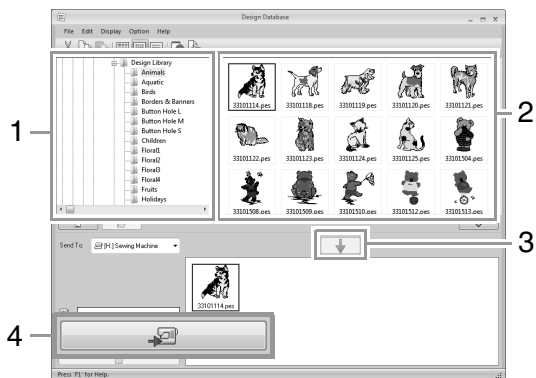 Design Database
File Edit Display Option Help
Design Library
Animals
Aquatic
Birds
Borders & Banners
Button Hole L
Button Hole M
Button Hole S
Children
Floral1
Floral2
Floral3
Floral4
Fruits
Holidays
1
33101114.pes 33101118.pes 33101119.pes 33101120.pes 33101121.pes
33101122.pes 33101123.pes 33101124.pes 33101125.pes 33101504.pes
33101508.pes 33101509.pes 33101510.pes 33101512.pes 33101513.pes
2
Send To: [H:] Sewing Machine
3
33101114.pes
4
Press 'F1' for Help.